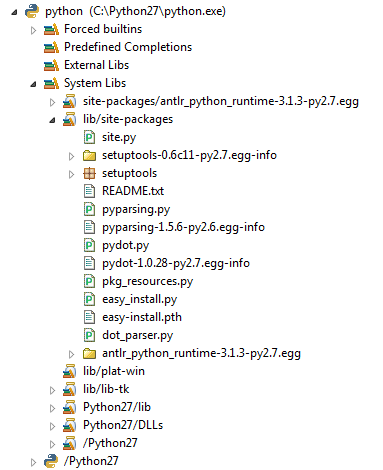 python (C:\Python27\python.exe)
Forced builtins
Predefined Completions
External Libs
System Libs
site-packages/antlr_python_runtime-3.1.3-py2.7.egg
lib/site-packages
site.py
setuptools-0.6c11-py2.7.egg-info
setuptools
README.txt
pyparsing.py
pyparsing-1.5.6-py2.6.egg-info
pydot.py
pydot-1.0.28-py2.7.egg-info
pkg_resources.py
easy_install.py
easy-install.pth
dot_parser.py
antlr_python_runtime-3.1.3-py2.7.egg
lib/plat-win
lib/lib-tk
Python27/lib
Python27/DLLs
/Python27
/Python27